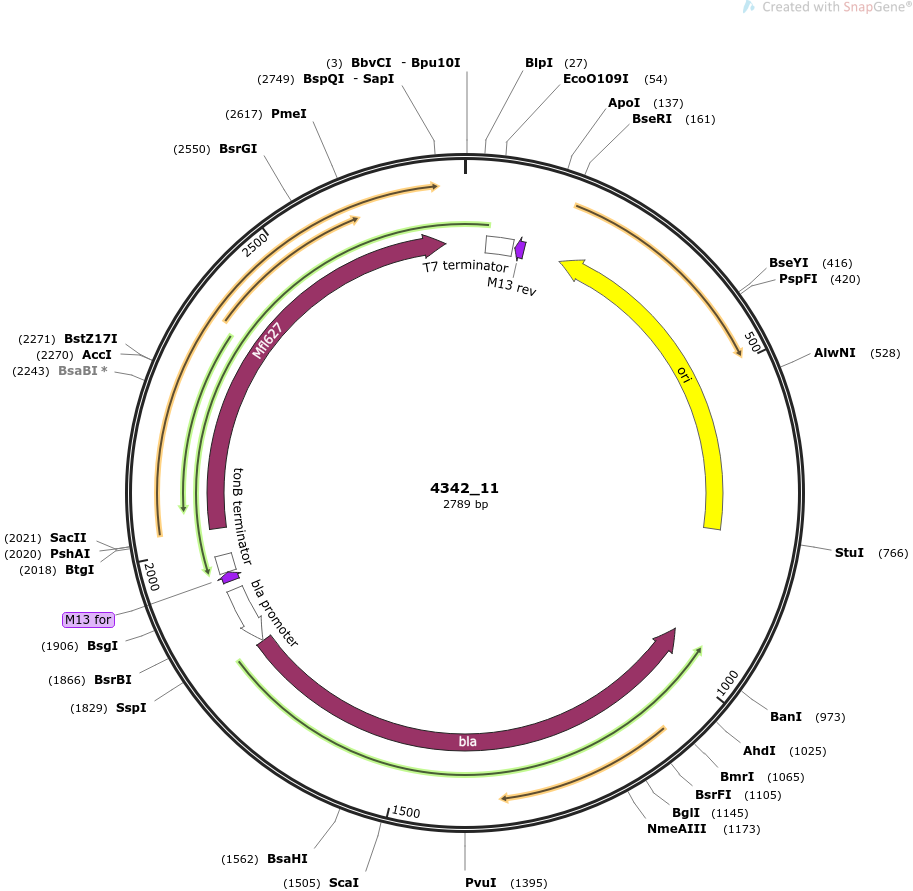 Created with SnapGene®
(3) BbvCI - Bpu10I
(2749) BspQI - SapI
(2617) PmeI
(2550) BsrGI
BlpI (27)
EcoO109I (54)
ApoI (137)
BseRI (161)
BseYI (416)
PspFI (420)
AlwNI (528)
StuI (766)
BanI (973)
AhdI (1025)
BmrI (1065)
BsrFI (1105)
BglI (1145)
NmeAIII (1173)
PvuI (1395)
(1505) ScaI
(1562) BsaHI
(1829) SspI
(1866) BsrBI
(1906) BsgI
M13 for
(2018) BtgI
(2020) PshAI
(2021) SacII
(2243) BsaBI *
(2270) AccI
(2271) BstZ17I
500
1000
1500
2000
2500
T7 terminator
M13 rev
ori
Mfl627
tonB terminator
bla promoter
bla
4342_11
2789 bp